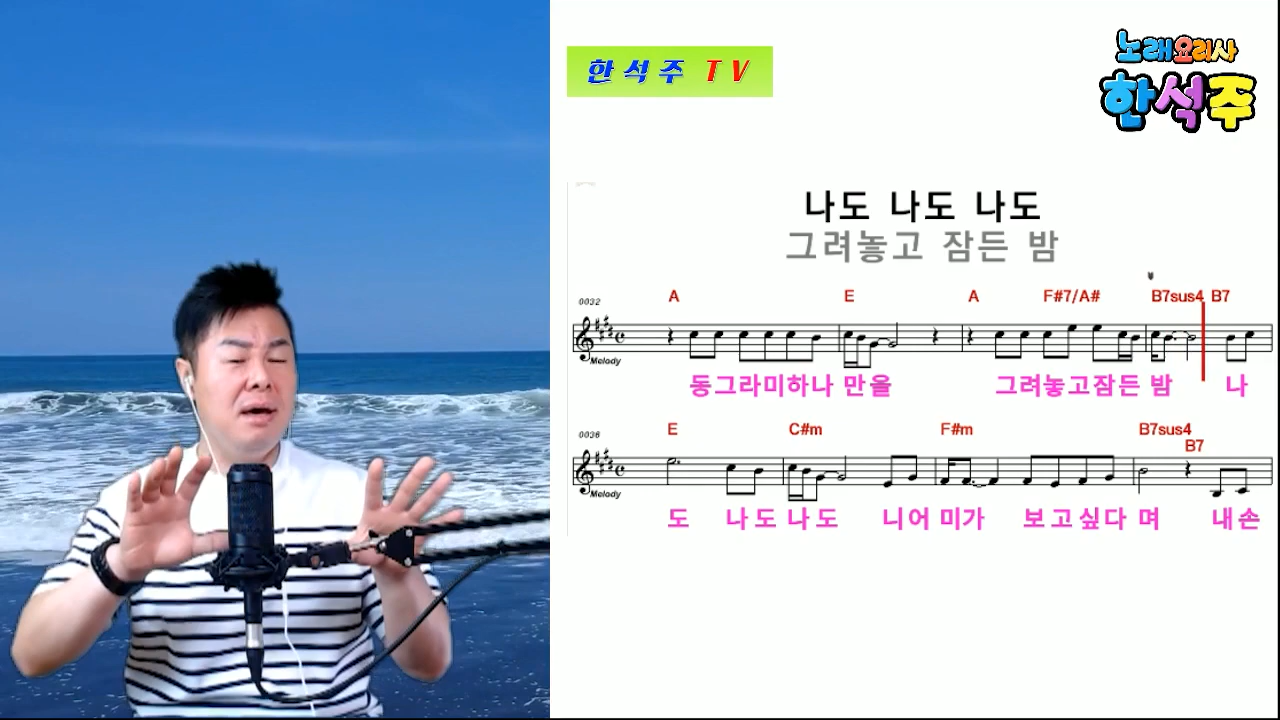 한석주 TV
노래요리사
한석주
나도 나도 나도
그려놓고 잠든 밤
0032 A E A F#7/A# B7sus4 B7
Melody
동그라미하나 만을 그려놓고잠든 밤 나
0036 E C#m F#m B7sus4
B7
Melody
도 나도 나도 니어 미가 보고싶다 며 내손